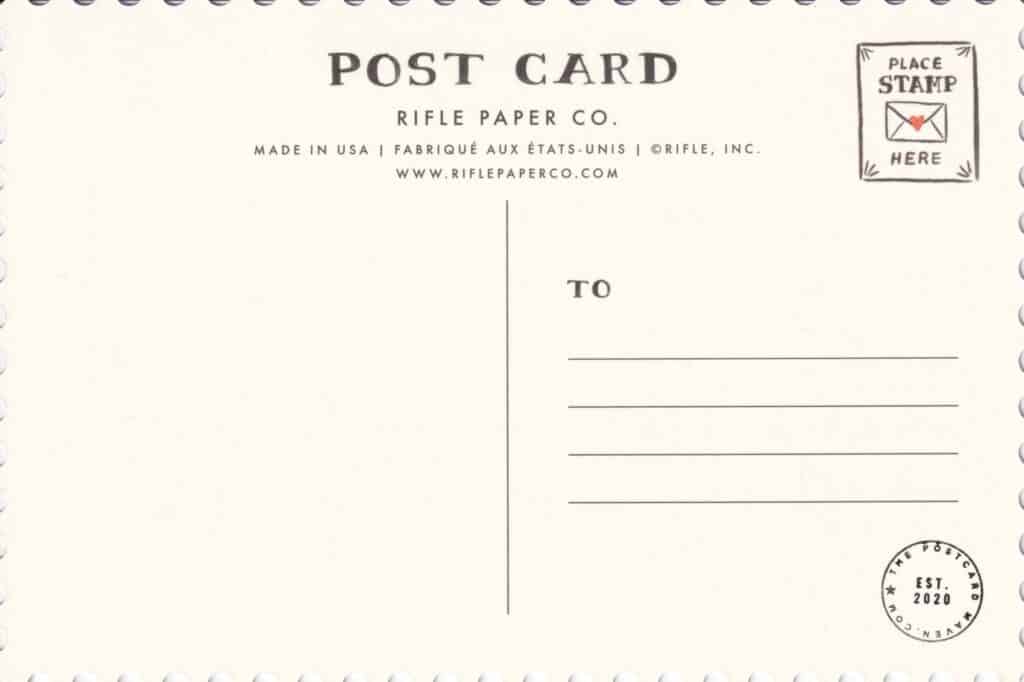 POST CARD
RIFLE PAPER CO.
MADE IN USA | FABRIQUÉ AUX ÉTATS-UNIS | ©RIFLE, INC.
WWW.RIFLEPAPERCO.COM
PLACE
STAMP
HERE
TO
THE POSTCARD MAVEN.COM
EST.
2020